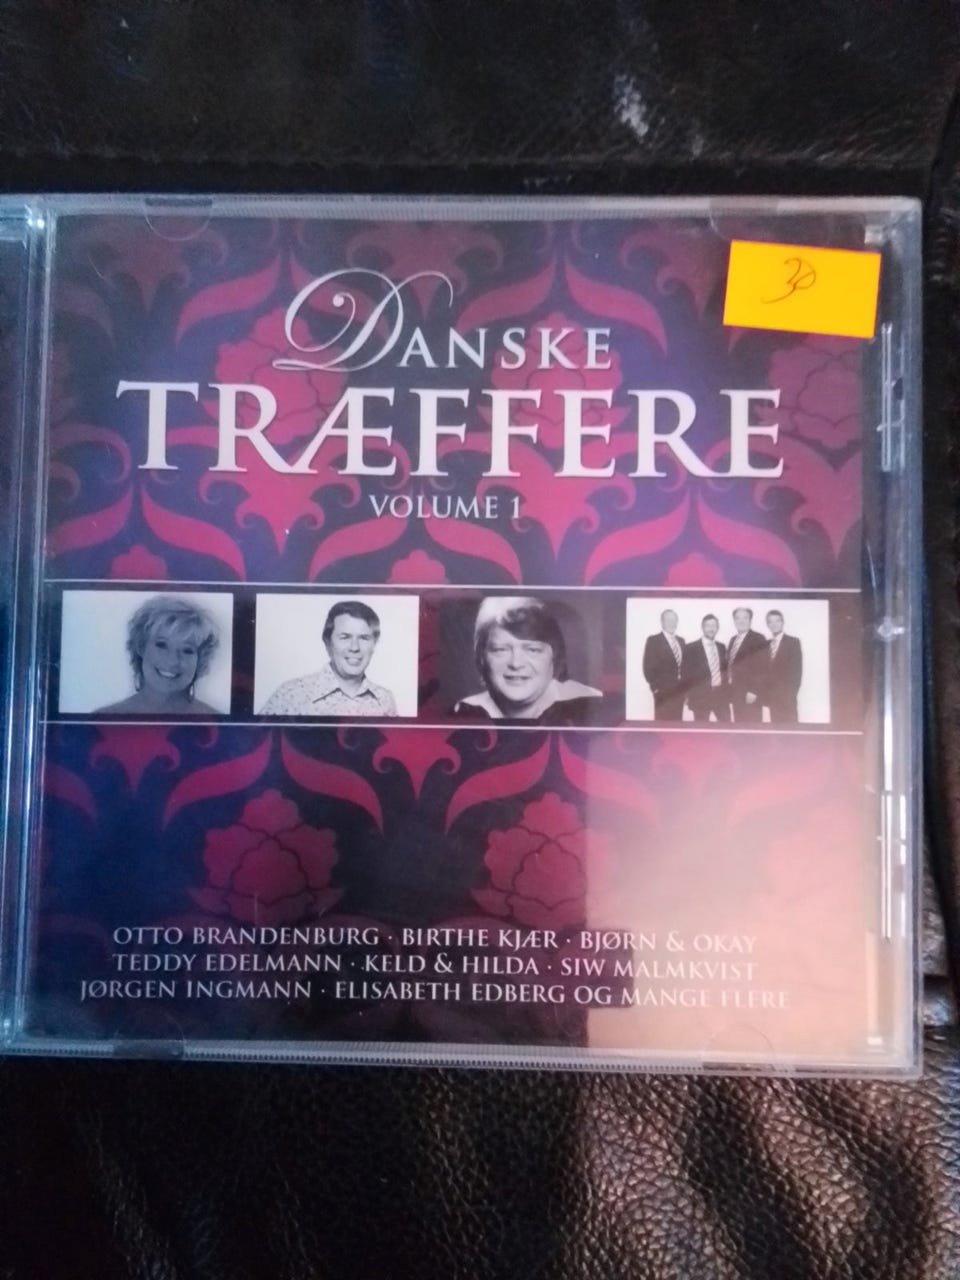 30
DANSKE
TRÆFFERE
VOLUME 1
OTTO BRANDENBURG · BIRTHE KJÆR · BJØRN & OKAY
TEDDY EDELMANN · KELD & HILDA · SIW MALMKVIST
JØRGEN INGMANN · ELISABETH EDBERG OG MANGE FLERE